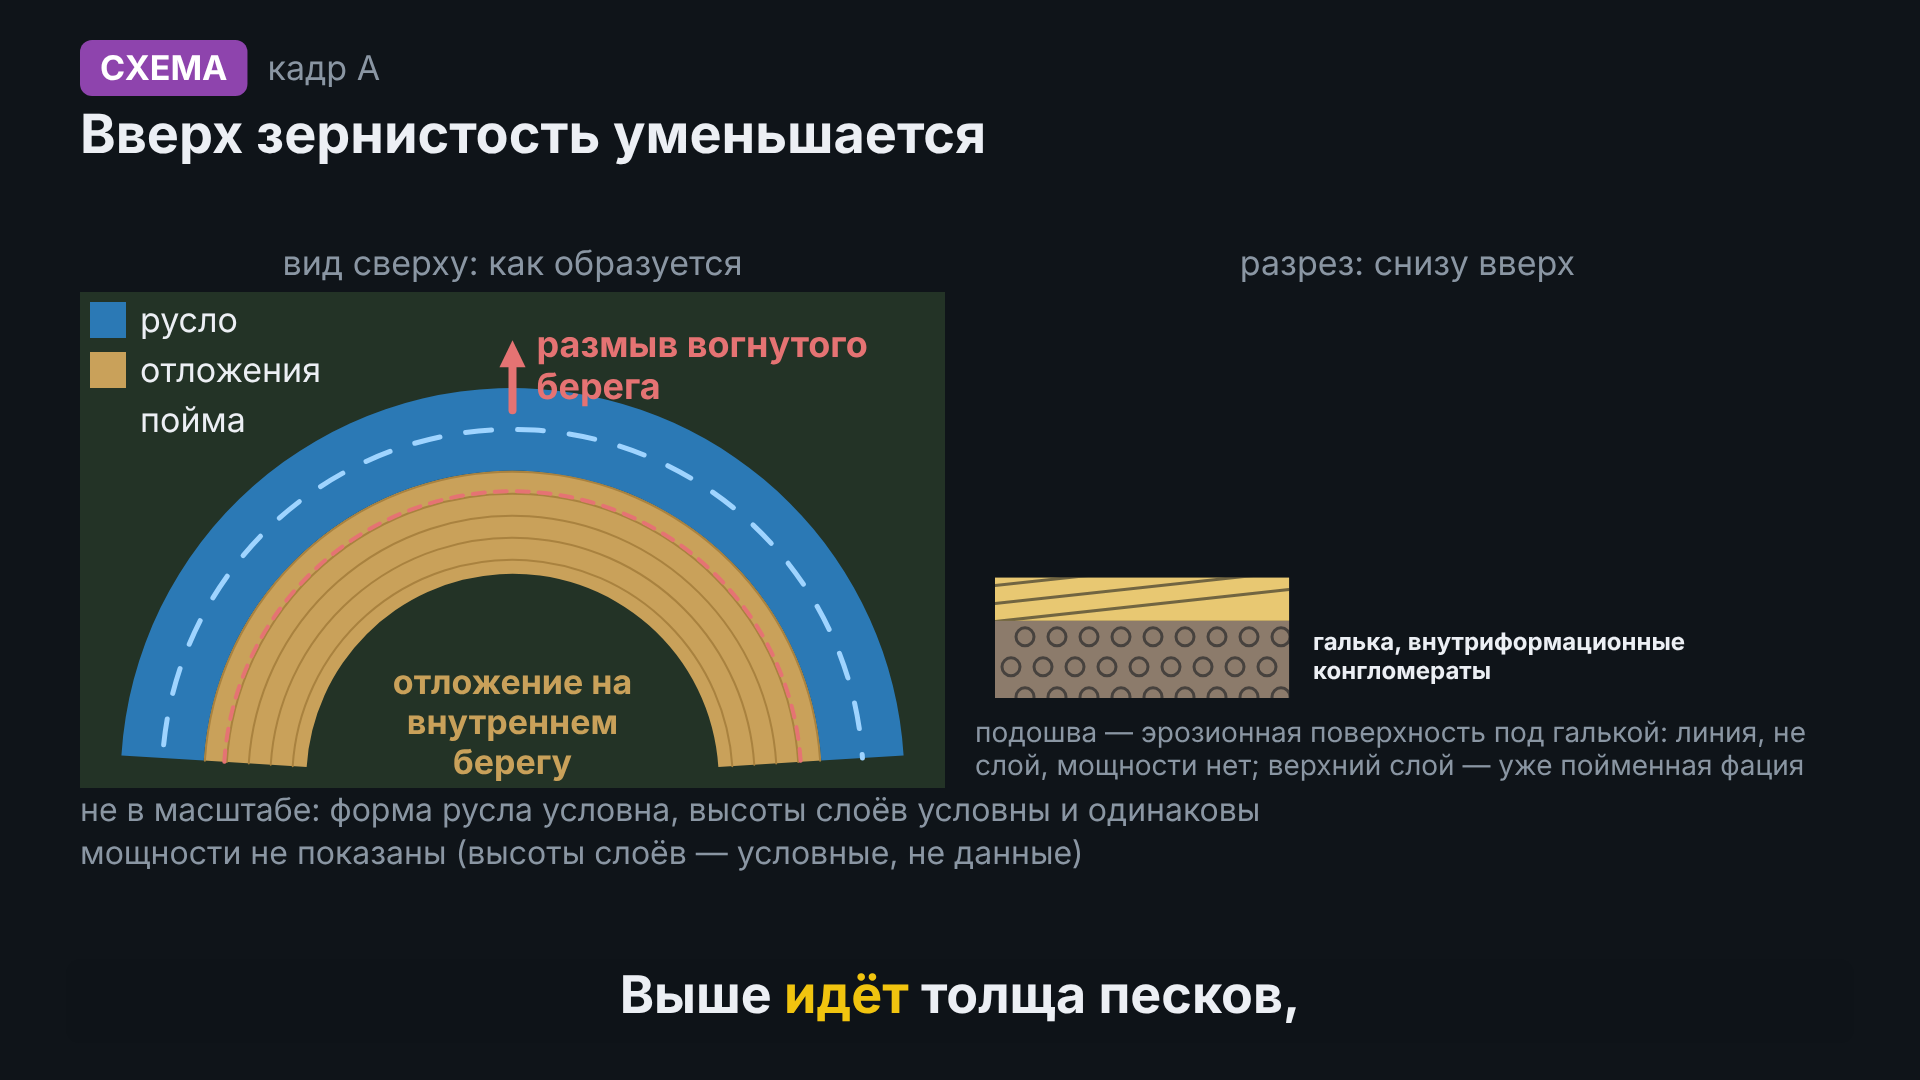 СХЕМА
кадр А
Вверх зернистость уменьшается
вид сверху: как образуется
русло
отложения
пойма
размыв вогнутого
берега
отложение на
внутреннем
берегу
разрез: снизу вверх
галька, внутриформационные
конгломераты
подошва — эрозионная поверхность под галькой: линия, не
слой, мощности нет; верхний слой — уже пойменная фация
не в масштабе: форма русла условна, высоты слоёв условны и одинаковы
мощности не показаны (высоты слоёв — условные, не данные)
Выше идёт толща песков,